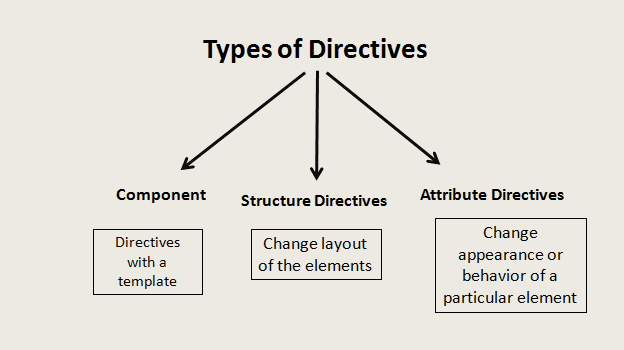 Types of Directives
Component
Structure Directives
Attribute Directives
Directives
with a
template
Change layout
of the elements
Change
appearance or
behavior of a
particular element